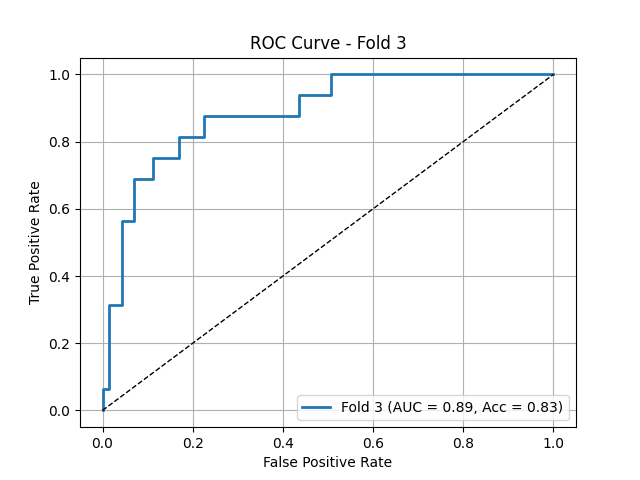 ROC Curve - Fold 3
True Positive Rate
1.0
0.8
0.6
0.4
0.2
0.0
Fold 3 (AUC = 0.89, Acc = 0.83)
0.0 0.2 0.4 0.6 0.8 1.0
False Positive Rate